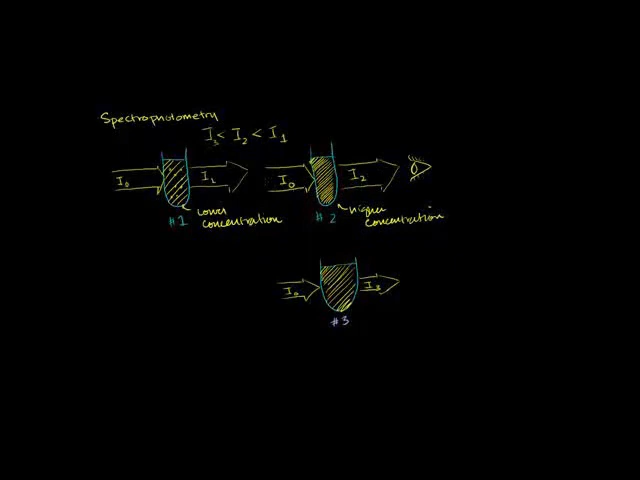 Spectrophotometry
I₃ < I₂ < I₁
I₀ I₁ I₀ I₂
#1 lower concentration
#2 higher concentration
I₀ I₃
#3